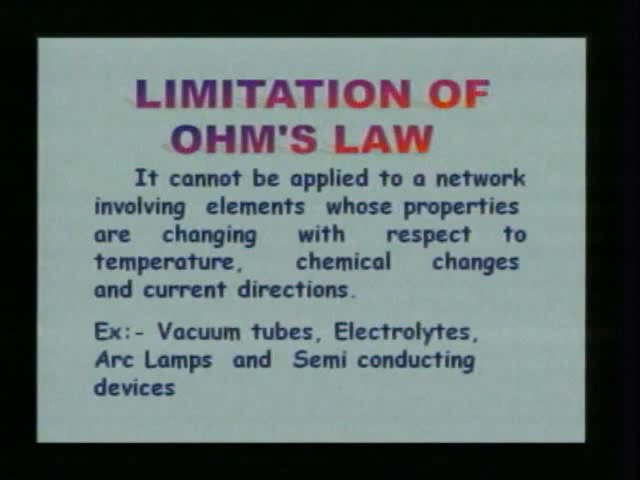 LIMITATION OF
OHM'S LAW
It cannot be applied to a network
involving elements whose properties
are changing with respect to
temperature, chemical changes
and current directions.
Ex:- Vacuum tubes, Electrolytes,
Arc Lamps and Semi conducting
devices